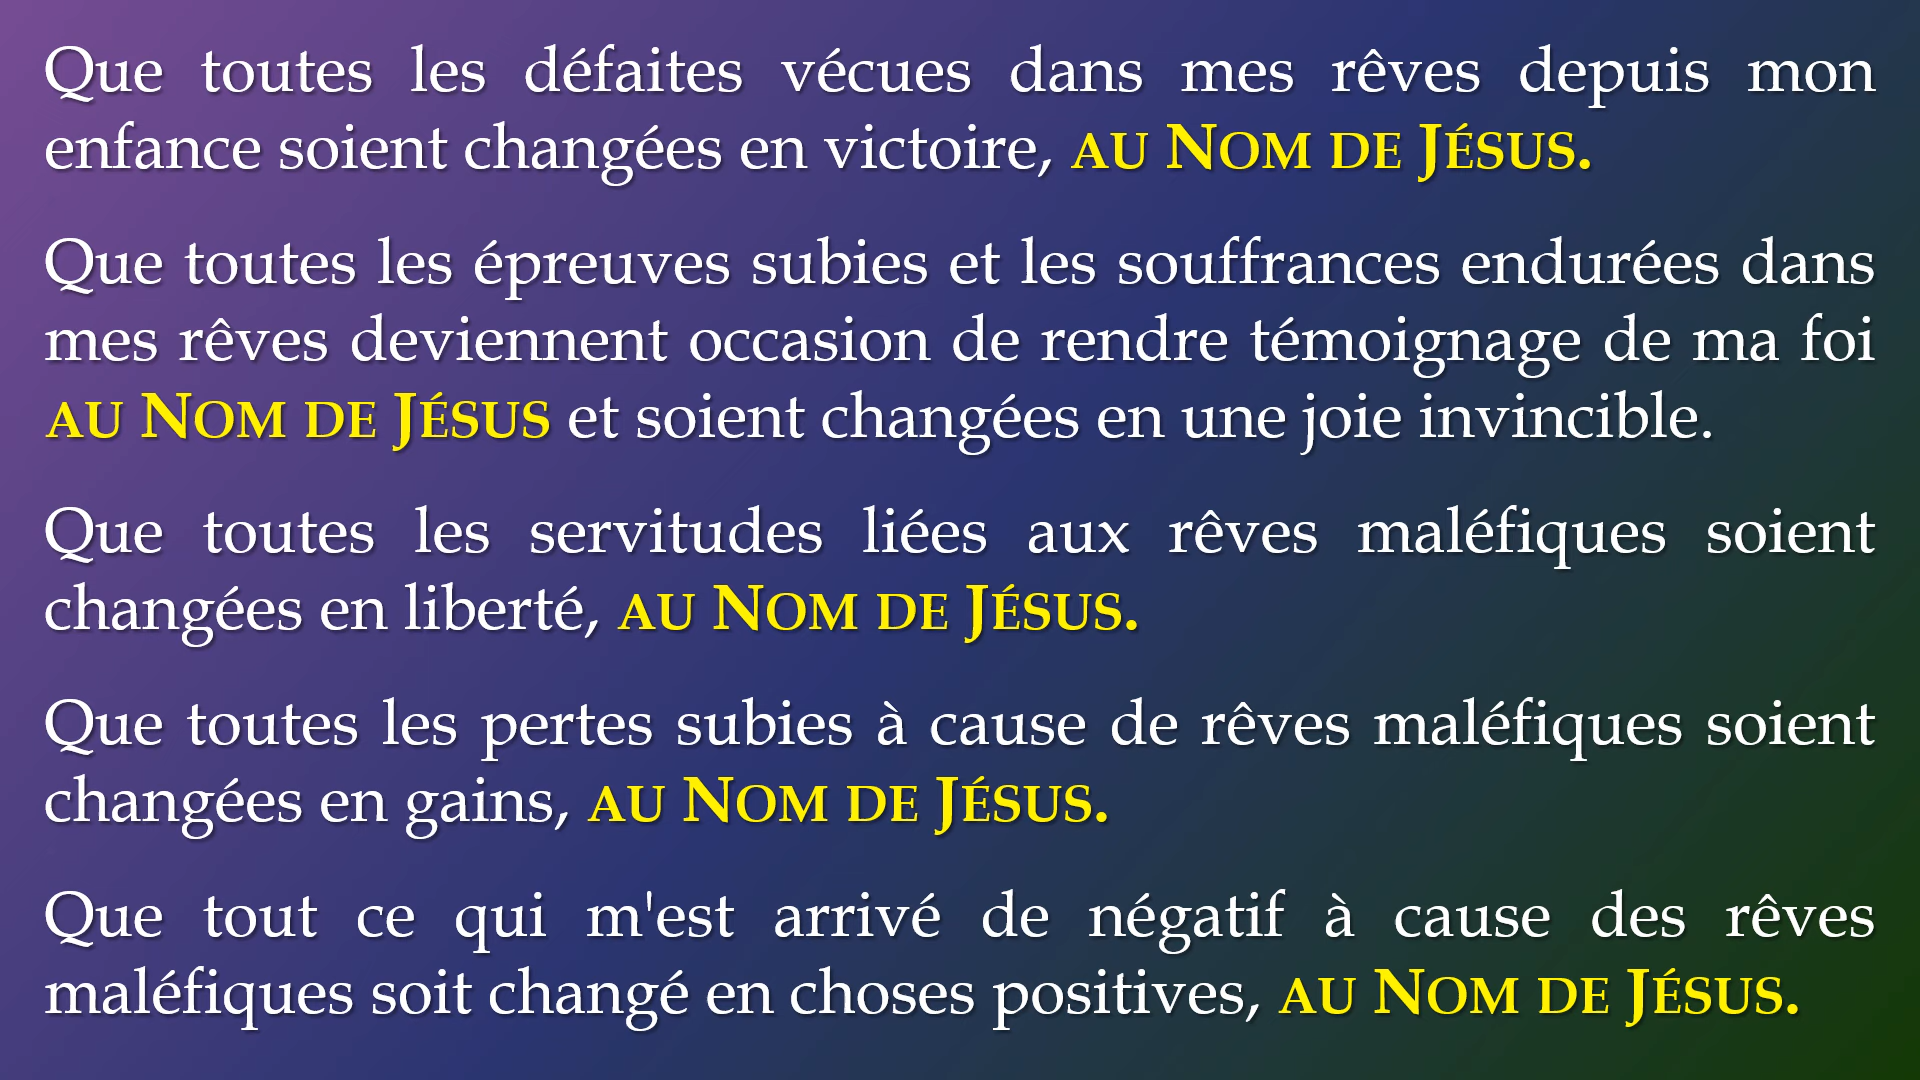 Que toutes les défaites vécues dans mes rêves depuis mon
enfance soient changées en victoire, AU NOM DE JÉSUS.
Que toutes les épreuves subies et les souffrances endurées dans
mes rêves deviennent occasion de rendre témoignage de ma foi
AU NOM DE JÉSUS et soient changées en une joie invincible.
Que toutes les servitudes liées aux rêves maléfiques soient
changées en liberté, AU NOM DE JÉSUS.
Que toutes les pertes subies à cause de rêves maléfiques soient
changées en gains, AU NOM DE JÉSUS.
Que tout ce qui m'est arrivé de négatif à cause des rêves
maléfiques soit changé en choses positives, AU NOM DE JÉSUS.